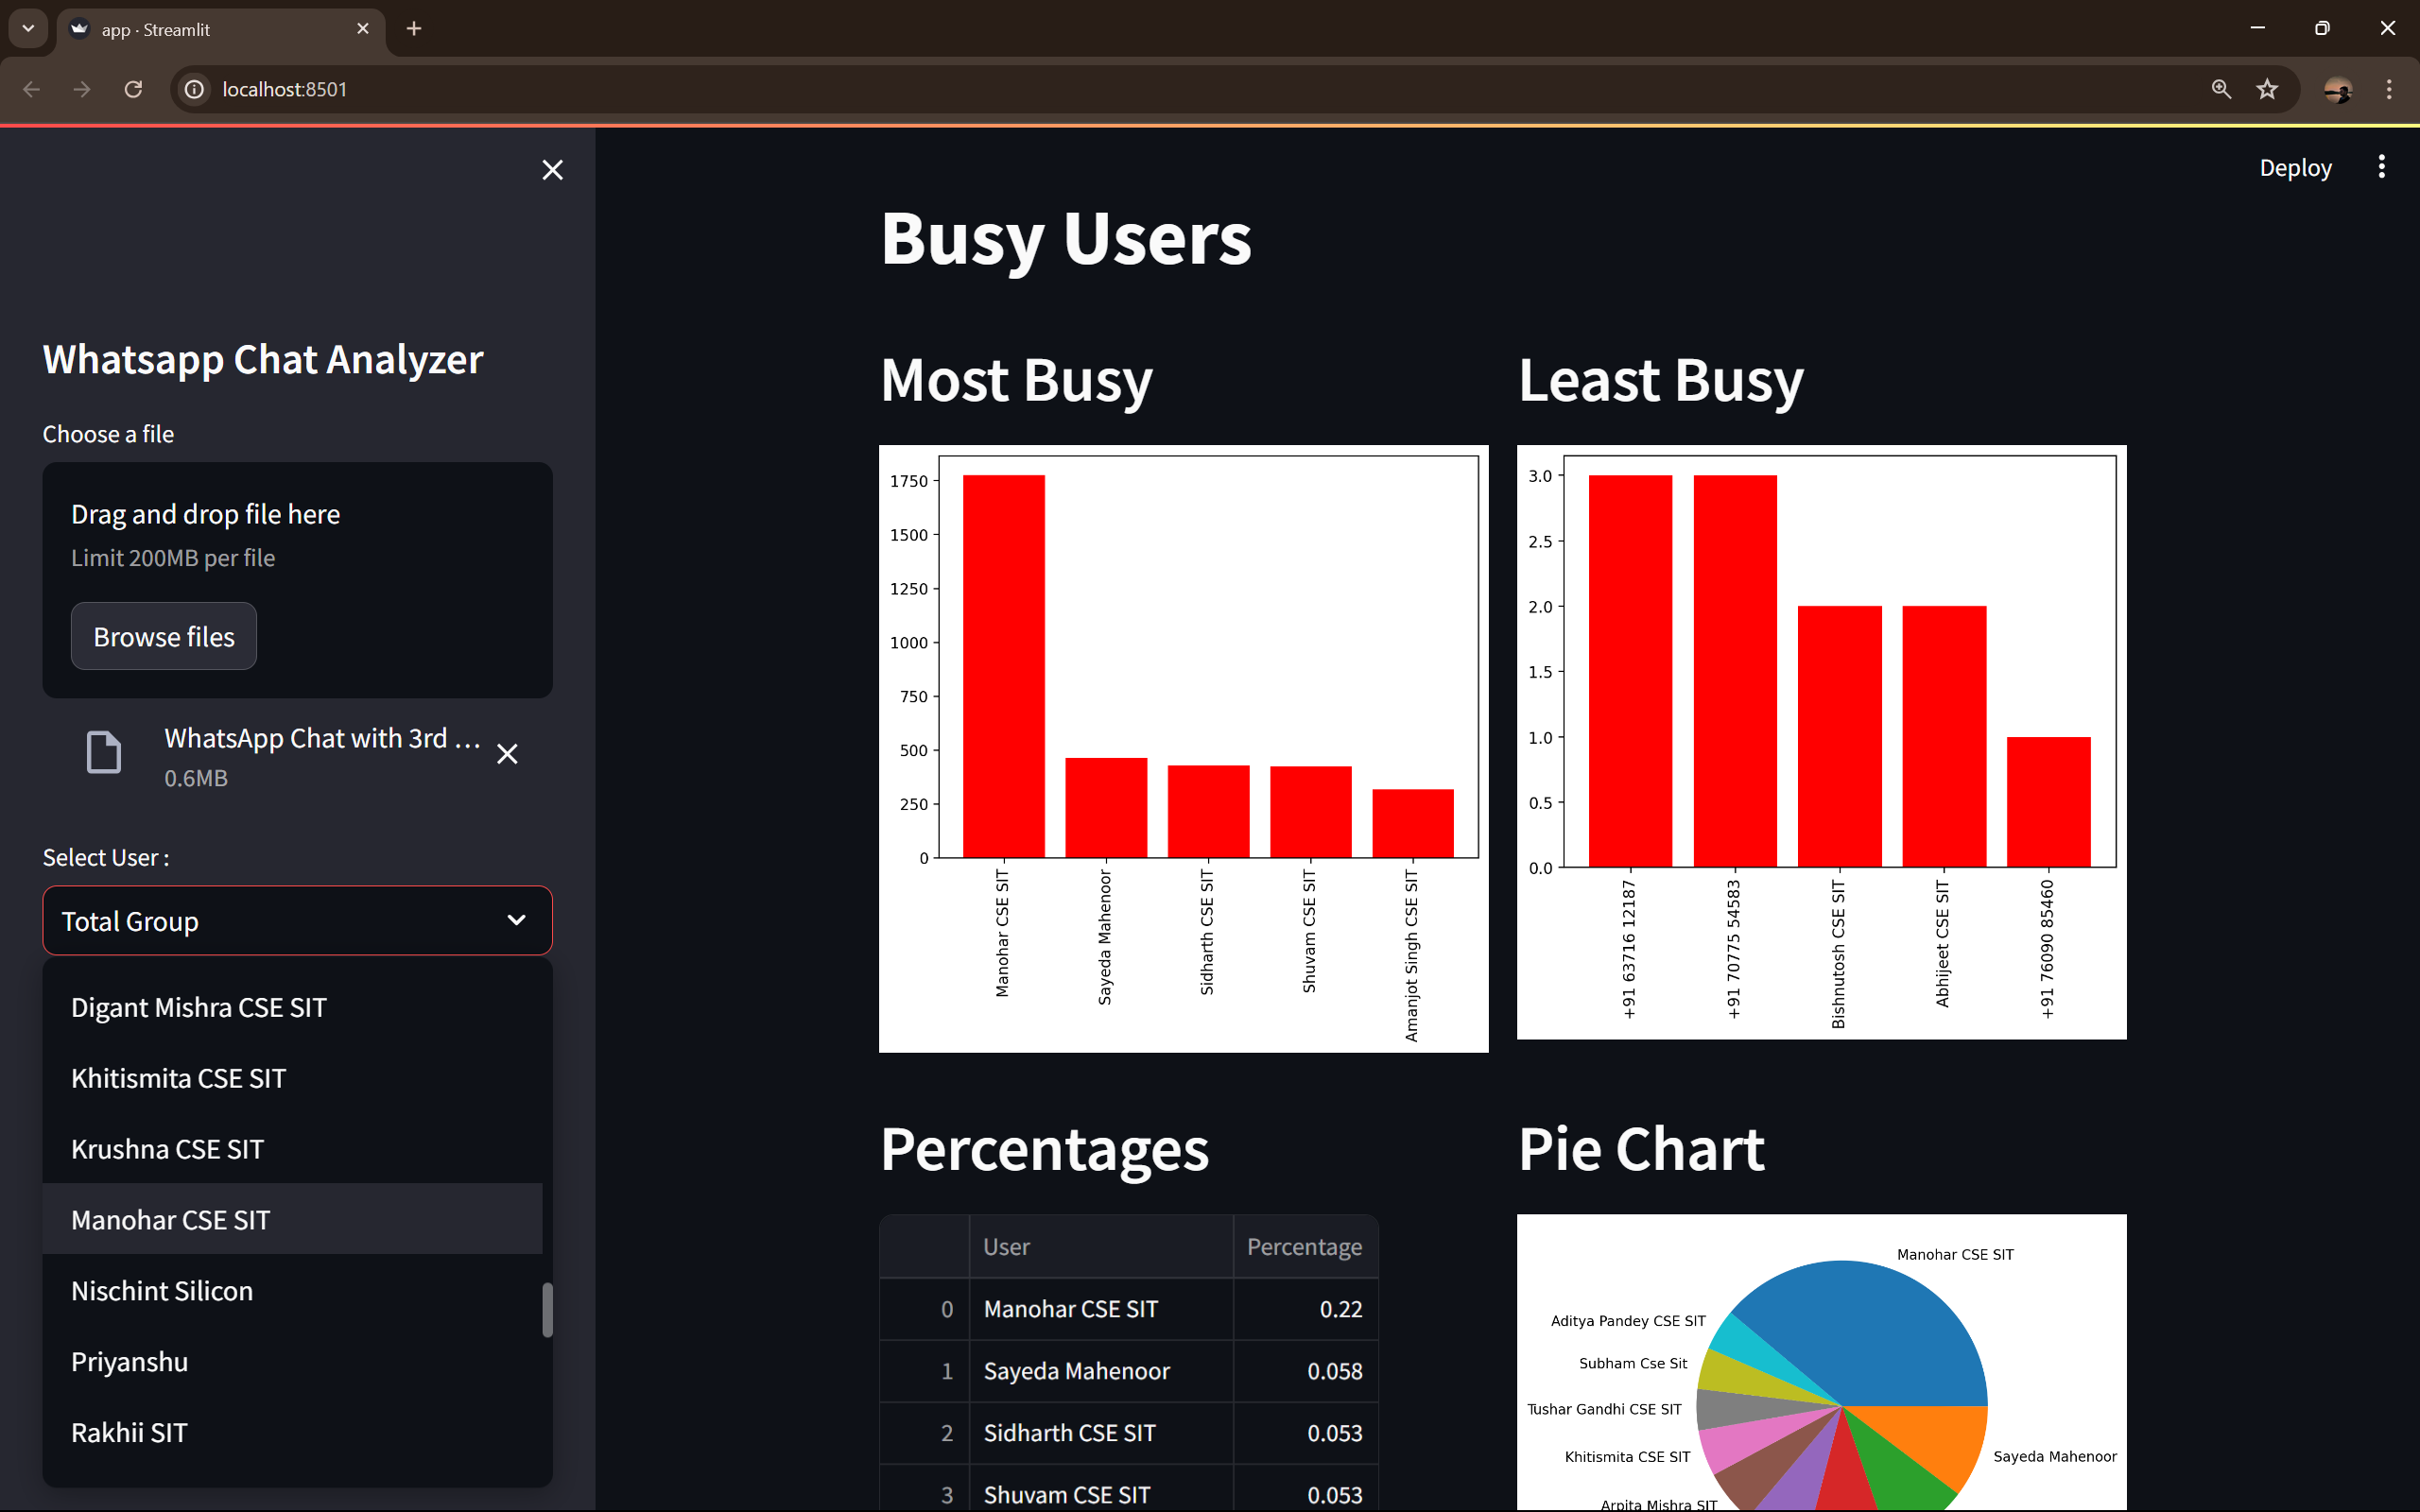 app · Streamlit
localhost:8501
Deploy
Whatsapp Chat Analyzer
Choose a file
Drag and drop file here
Limit 200MB per file
Browse files
WhatsApp Chat with 3rd ...
0.6MB
Select User :
Total Group
Digant Mishra CSE SIT
Khitismita CSE SIT
Krushna CSE SIT
Manohar CSE SIT
Nischint Silicon
Priyanshu
Rakhii SIT
Busy Users
Most Busy
1750
1500
1250
1000
750
500
250
0
Manohar CSE SIT
Sayeda Mahenoor
Sidharth CSE SIT
Shuvam CSE SIT
Amanjot Singh CSE SIT
Least Busy
3.0
2.5
2.0
1.5
1.0
0.5
0.0
+91 63716 12187
+91 70775 54583
Bishnutosh CSE SIT
Abhijeet CSE SIT
+91 76090 85460
Percentages
User Percentage
0 Manohar CSE SIT 0.22
1 Sayeda Mahenoor 0.058
2 Sidharth CSE SIT 0.053
3 Shuvam CSE SIT 0.053
Pie Chart
Manohar CSE SIT
Aditya Pandey CSE SIT
Subham Cse Sit
Tushar Gandhi CSE SIT
Khitismita CSE SIT
Sayeda Mahenoor
Arpita Mishra SIT